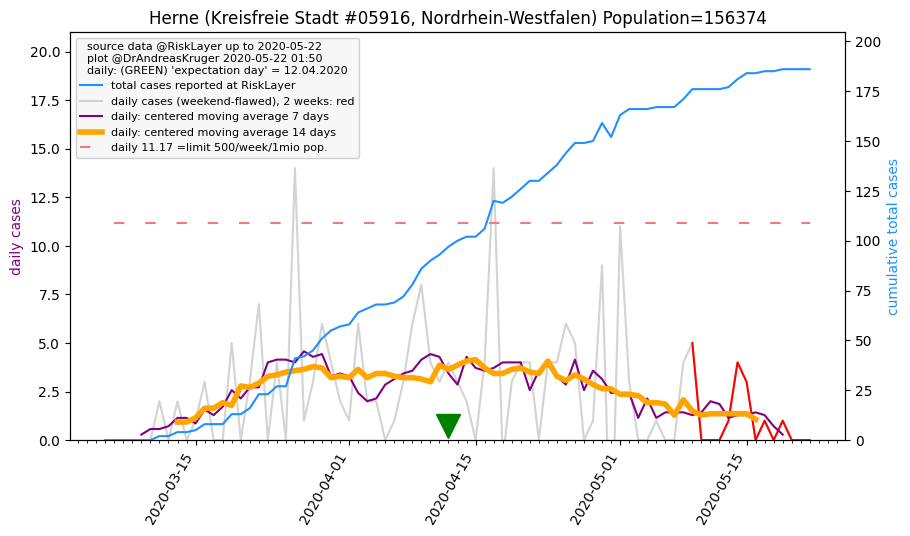 Herne (Kreisfreie Stadt #05916, Nordrhein-Westfalen) Population=156374
source data @RiskLayer up to 2020-05-22
plot @DrAndreasKruger 2020-05-22 01:50
daily: (GREEN) 'expectation day' = 12.04.2020
total cases reported at RiskLayer
daily cases (weekend-flawed), 2 weeks: red
daily: centered moving average 7 days
daily: centered moving average 14 days
daily 11.17 =limit 500/week/1mio pop.
daily cases
20.0
17.5
15.0
12.5
10.0
7.5
5.0
2.5
0.0
200
175
150
125
100
75
50
25
0
cumulative total cases
2020-03-15
2020-04-01
2020-04-15
2020-05-01
2020-05-15